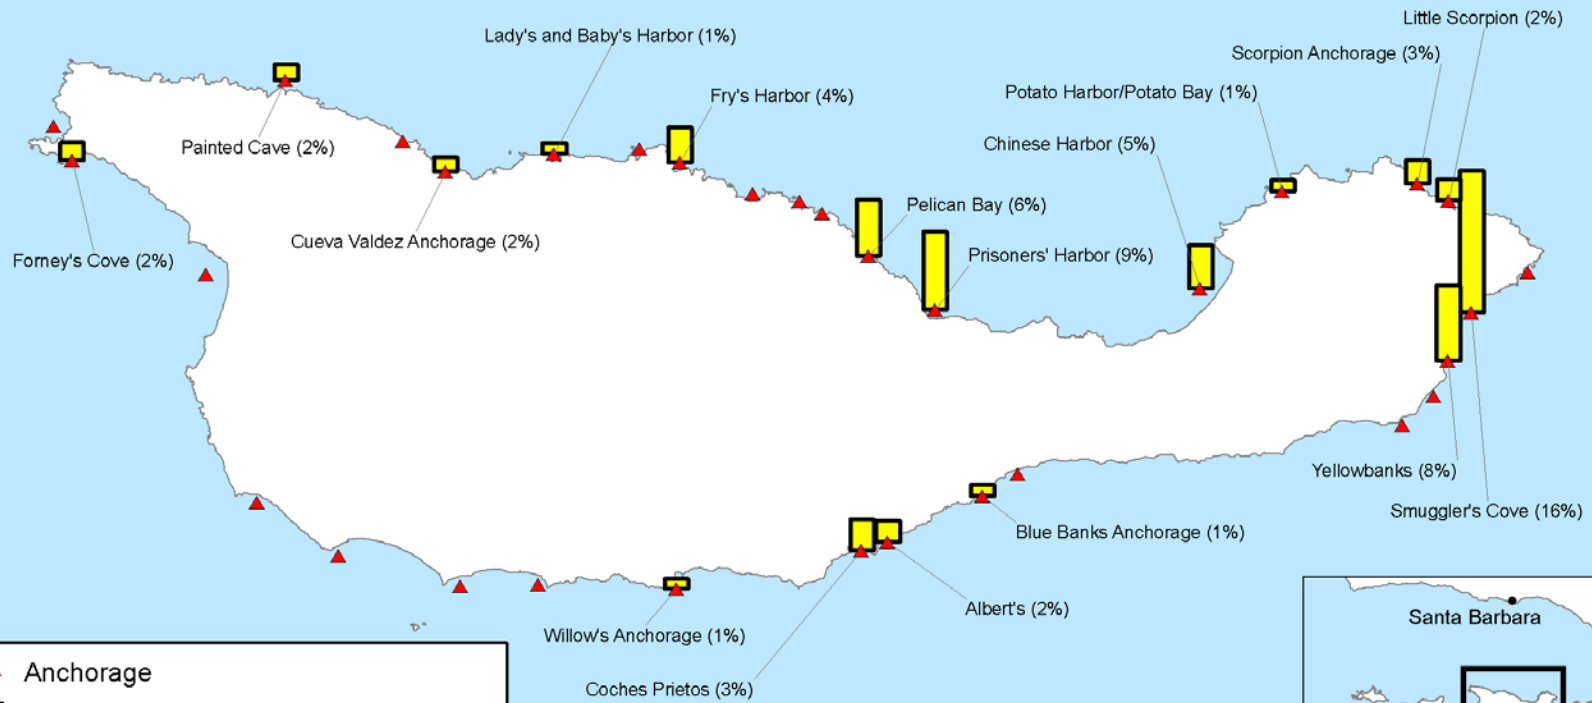 Little Scorpion (2%)
Lady's and Baby's Harbor (1%)
Scorpion Anchorage (3%)
Potato Harbor/Potato Bay (1%)
Fry's Harbor (4%)
Chinese Harbor (5%)
Painted Cave (2%)
Pelican Bay (6%)
Cueva Valdez Anchorage (2%)
Prisoners' Harbor (9%)
Forney's Cove (2%)
Yellowbanks (8%)
Smuggler's Cove (16%)
Blue Banks Anchorage (1%)
Albert's (2%)
Santa Barbara
Willow's Anchorage (1%)
Anchorage
Coches Prietos (3%)